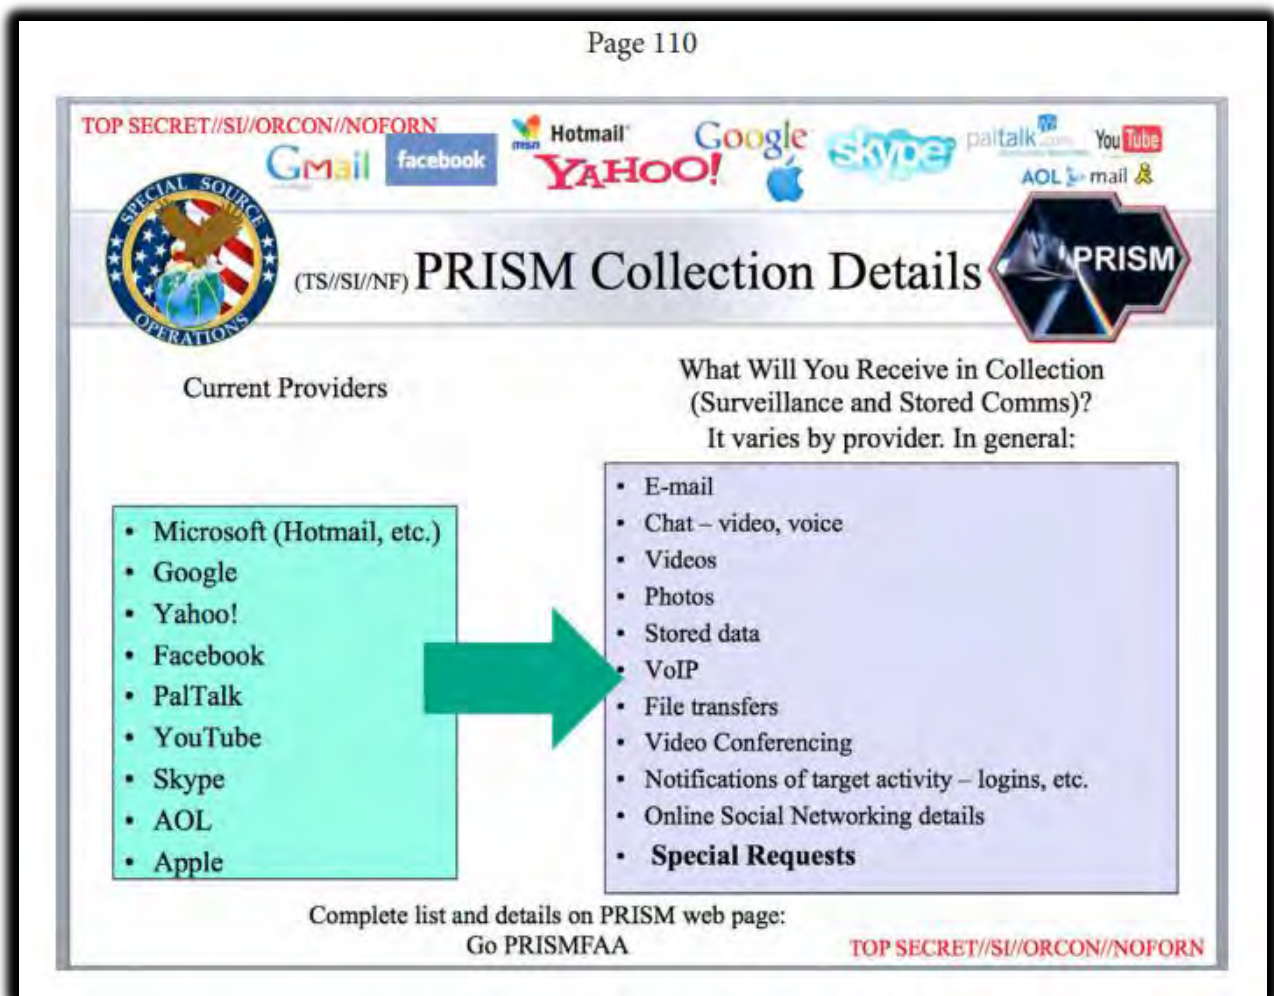 Page 110
TOP SECRET//SI//ORCON//NOFORN
GMail
facebook
msn Hotmail
YAHOO!
Google
skype
paltalk.com
YouTube
AOL mail
SPECIAL SOURCE OPERATIONS
(TS//SI//NF) PRISM Collection Details
PRISM
Current Providers
• Microsoft (Hotmail, etc.)
• Google
• Yahoo!
• Facebook
• PalTalk
• YouTube
• Skype
• AOL
• Apple
What Will You Receive in Collection
(Surveillance and Stored Comms)?
It varies by provider. In general:
• E-mail
• Chat – video, voice
• Videos
• Photos
• Stored data
• VoIP
• File transfers
• Video Conferencing
• Notifications of target activity – logins, etc.
• Online Social Networking details
• Special Requests
Complete list and details on PRISM web page:
Go PRISMFAA
TOP SECRET//SI//ORCON//NOFORN